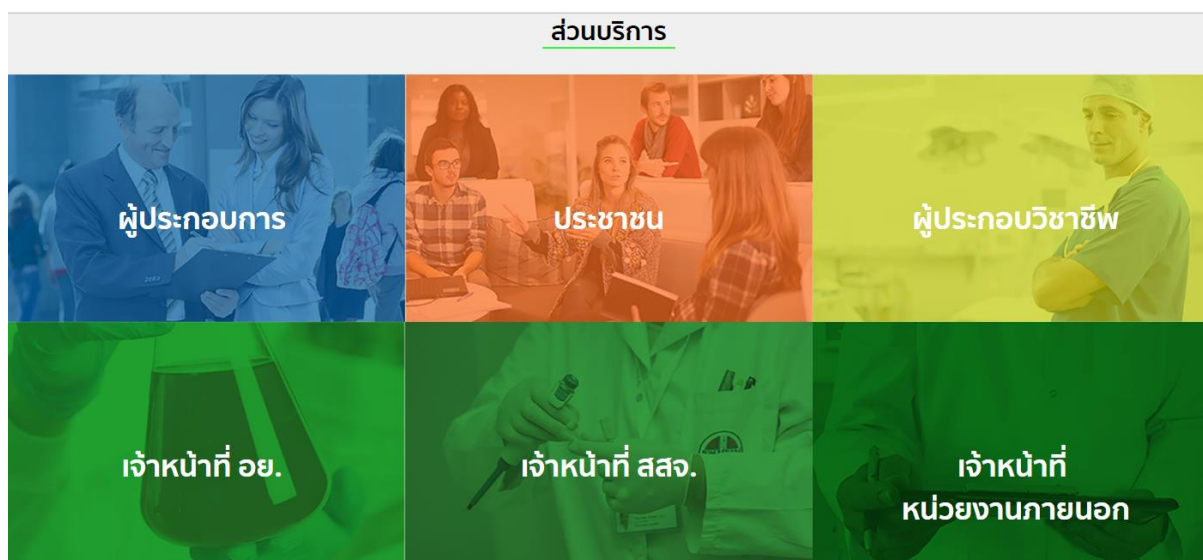 ส่วนบริการ
ผู้ประกอบการ
ประชาชน
ผู้ประกอบวิชาชีพ
เจ้าหน้าที่ อย.
เจ้าหน้าที่ สสจ.
เจ้าหน้าที่
หน่วยงานภายนอก